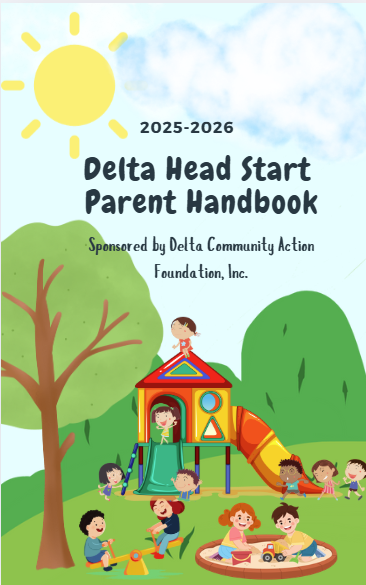 2025-2026
Delta Head Start
Parent Handbook
Sponsored by Delta Community Action
Foundation, Inc.